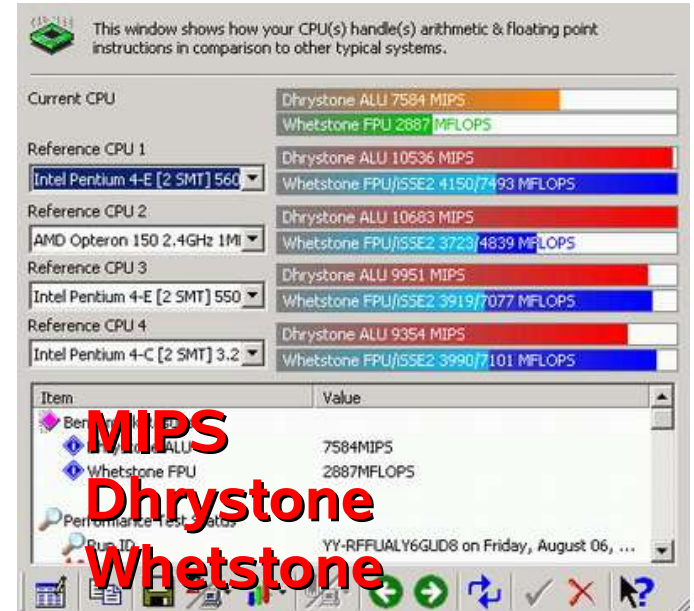 This window shows how your CPU(s) handle(s) arithmetic & floating point
instructions in comparison to other typical systems.
Current CPU
Dhrystone ALU 7584 MIPS
Whetstone FPU 2887 MFLOPS
Reference CPU 1
Dhrystone ALU 10536 MIPS
Intel Pentium 4-E [2 SMT] 560
Whetstone FPU/iSSE2 4150/7493 MFLOPS
Reference CPU 2
Dhrystone ALU 10683 MIPS
AMD Opteron 150 2.4GHz 1M
Whetstone FPU/iSSE2 3723/4839 MFLOPS
Reference CPU 3
Dhrystone ALU 9951 MIPS
Intel Pentium 4-E [2 SMT] 550
Whetstone FPU/iSSE2 3919/7077 MFLOPS
Reference CPU 4
Dhrystone ALU 9354 MIPS
Intel Pentium 4-C [2 SMT] 3.2
Whetstone FPU/iSSE2 3990/7101 MFLOPS
Item Value
MIPS
ALU 7584MIPS
Whetstone FPU 2887MFLOPS
Dhrystone
Performance Test Status
Run ID YY-RFFUALY6GUD8 on Friday, August 06, ...
Whetstone